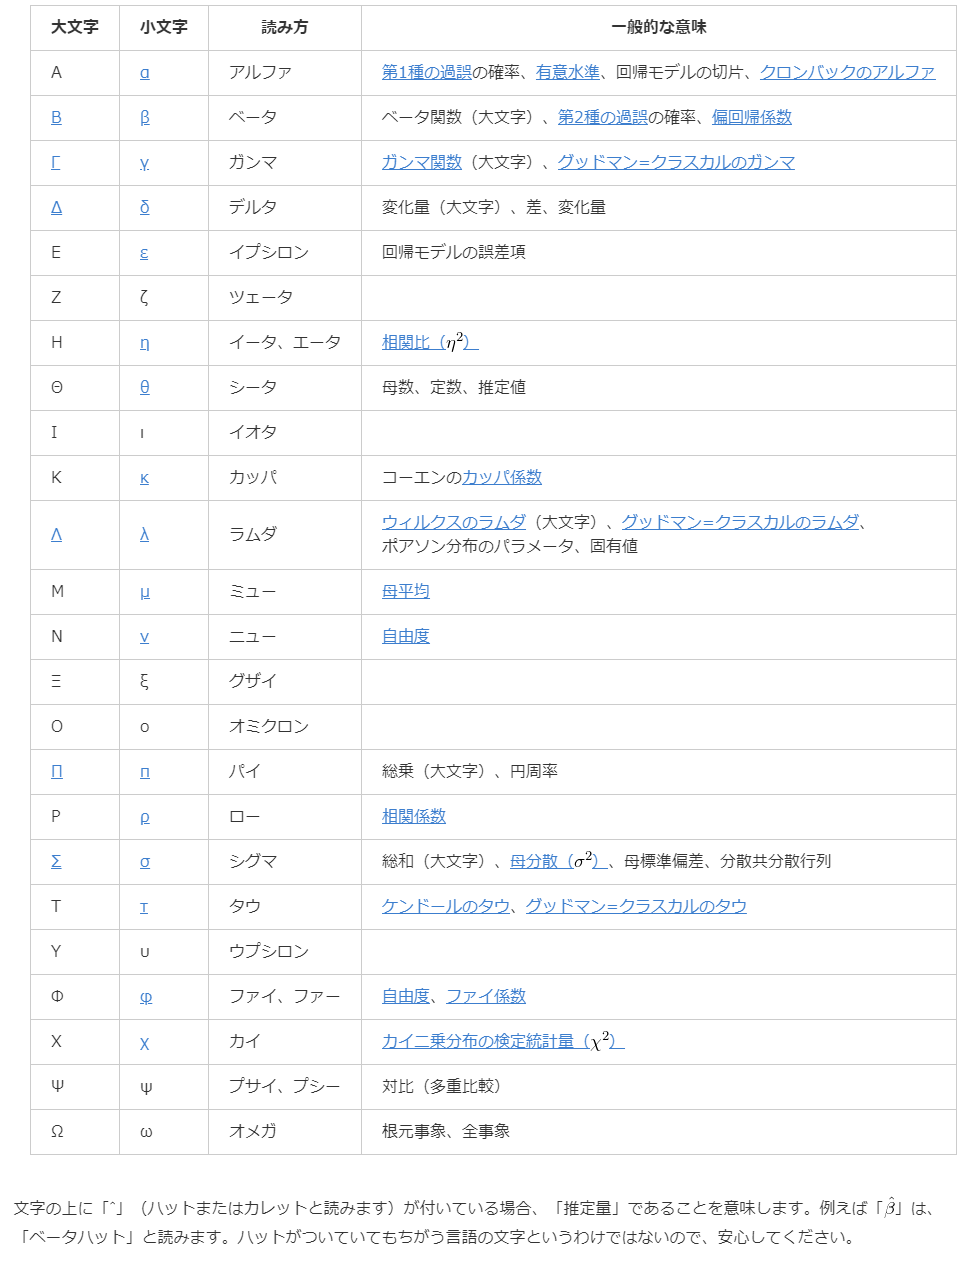 大文字 小文字 読み方 一般的な意味
Α α アルファ 第1種の過誤の確率、有意水準、回帰モデルの切片、クロンバックのアルファ
Β β ベータ ベータ関数（大文字）、第2種の過誤の確率、偏回帰係数
Γ γ ガンマ ガンマ関数（大文字）、グッドマン=クラスカルのガンマ
Δ δ デルタ 変化量（大文字）、差、変化量
Ε ε イプシロン 回帰モデルの誤差項
Ζ ζ ツェータ
Η η イータ、エータ 相関比（η²）
Θ θ シータ 母数、定数、推定値
Ι ι イオタ
Κ κ カッパ コーエンのカッパ係数
Λ λ ラムダ ウィルクスのラムダ（大文字）、グッドマン=クラスカルのラムダ、
ポアソン分布のパラメータ、固有値
Μ μ ミュー 母平均
Ν ν ニュー 自由度
Ξ ξ グザイ
Ο ο オミクロン
Π π パイ 総乗（大文字）、円周率
Ρ ρ ロー 相関係数
Σ σ シグマ 総和（大文字）、母分散（σ²）、母標準偏差、分散共分散行列
Τ τ タウ ケンドールのタウ、グッドマン=クラスカルのタウ
Υ υ ウプシロン
Φ φ ファイ、ファー 自由度、ファイ係数
Χ χ カイ カイ二乗分布の検定統計量（χ²）
Ψ ψ プサイ、プシー 対比（多重比較）
Ω ω オメガ 根元事象、全事象
文字の上に「^」（ハットまたはカレットと読みます）が付いている場合、「推定量」であることを意味します。例えば「β̂」は、
「ベータハット」と読みます。ハットがついていてもちがう言語の文字というわけではないので、安心してください。